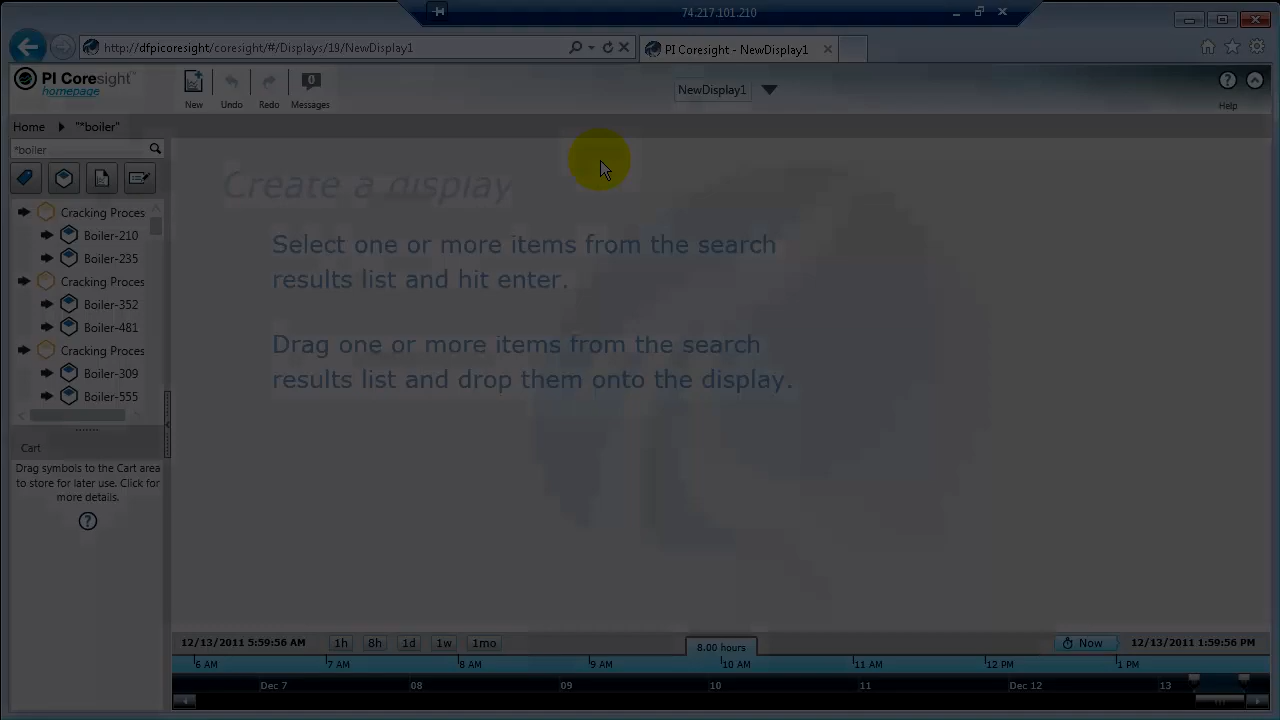 74.217.101.210
http://dfpicoresight/coresight/#/Displays/19/NewDisplay1
PI Coresight - NewDisplay1
PI Coresight™
homepage
New
Undo
Redo
Messages
NewDisplay1
Help
Home
"*boiler"
*boiler
Cracking Proces
Boiler-210
Boiler-235
Cracking Proces
Boiler-352
Boiler-481
Cracking Proces
Boiler-309
Boiler-555
Cart
Drag symbols to the Cart area
to store for later use. Click for
more details.
Create a display
Select one or more items from the search
results list and hit enter.
Drag one or more items from the search
results list and drop them onto the display.
12/13/2011 5:59:56 AM
1h
8h
1d
1w
1mo
8.00 hours
Now
12/13/2011 1:59:56 PM
6 AM
7 AM
8 AM
9 AM
10 AM
11 AM
12 PM
1 PM
Dec 7
08
09
10
11
Dec 12
13